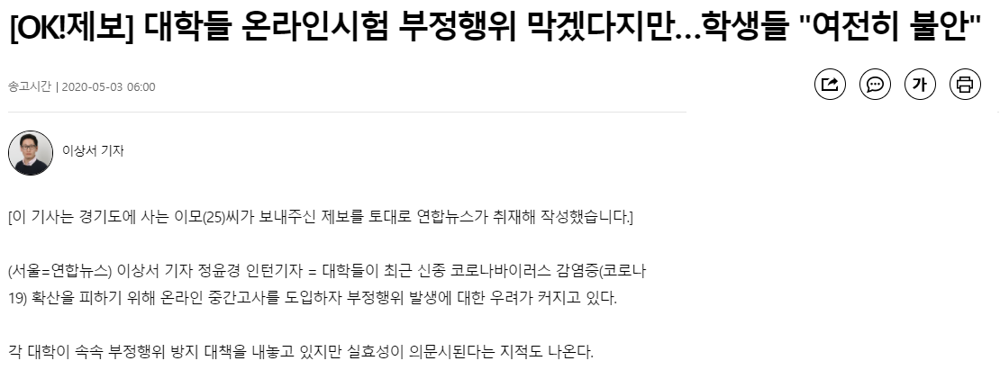 [OK!제보] 대학들 온라인시험 부정행위 막겠다지만…학생들 "여전히 불안"
송고시간 | 2020-05-03 06:00
가
이상서 기자
[이 기사는 경기도에 사는 이모(25)씨가 보내주신 제보를 토대로 연합뉴스가 취재해 작성했습니다.]
(서울=연합뉴스) 이상서 기자 정윤경 인턴기자 = 대학들이 최근 신종 코로나바이러스 감염증(코로나
19) 확산을 피하기 위해 온라인 중간고사를 도입하자 부정행위 발생에 대한 우려가 커지고 있다.
각 대학이 속속 부정행위 방지 대책을 내놓고 있지만 실효성이 의문시된다는 지적도 나온다.